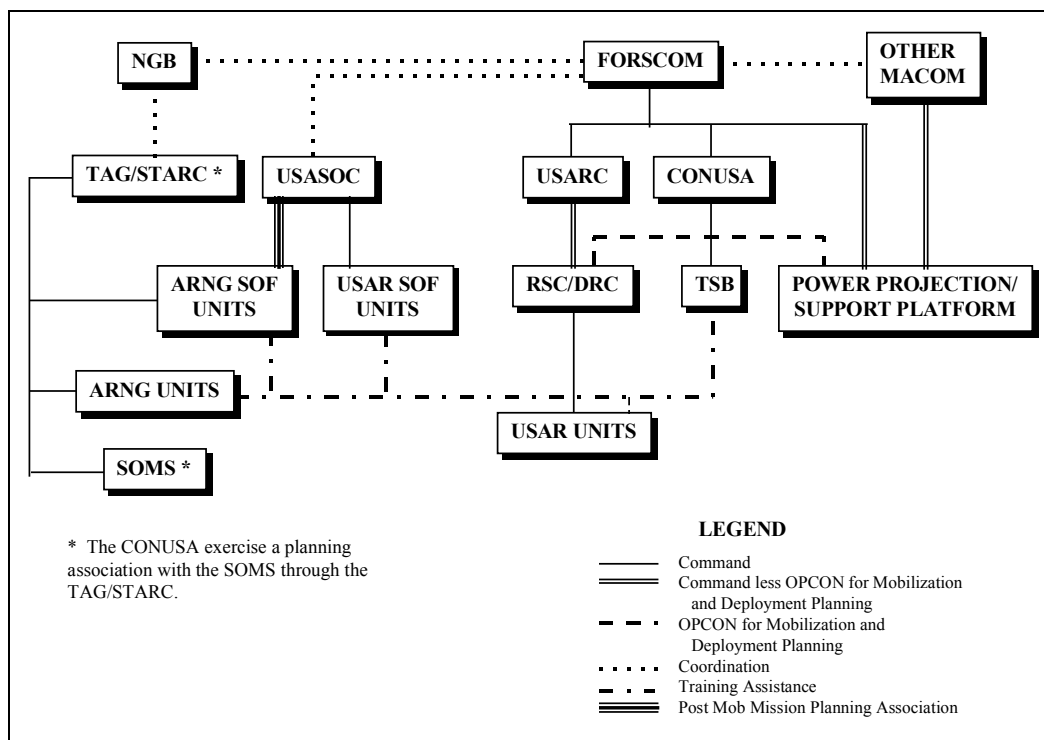 NGB
FORSCOM
OTHER
MACOM
TAG/STARC *
USASOC
USARC
CONUSA
ARNG SOF
UNITS
USAR SOF
UNITS
RSC/DRC
TSB
POWER PROJECTION/
SUPPORT PLATFORM
ARNG UNITS
USAR UNITS
SOMS *
* The CONUSA exercise a planning
association with the SOMS through the
TAG/STARC.
LEGEND
Command
Command less OPCON for Mobilization
and Deployment Planning
OPCON for Mobilization and
Deployment Planning
Coordination
Training Assistance
Post Mob Mission Planning Association